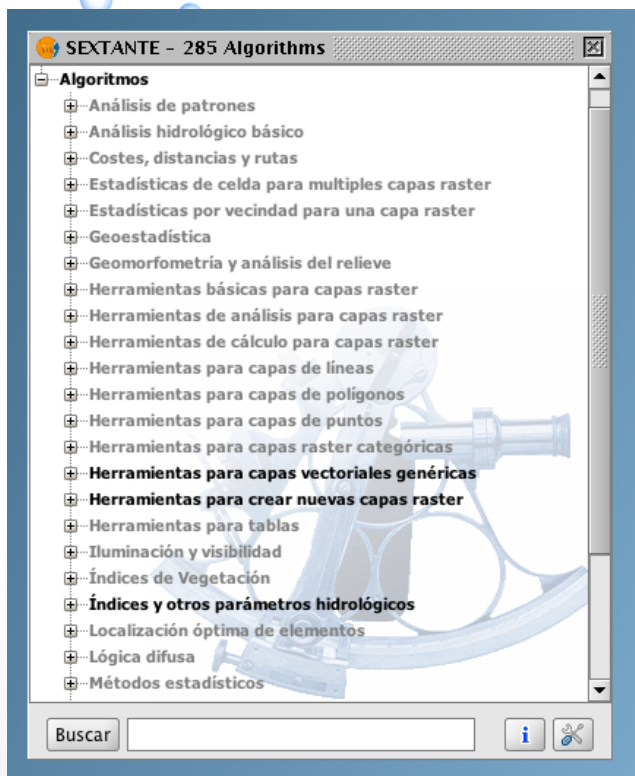 SEXTANTE - 285 Algorithms
Algoritmos
Análisis de patrones
Análisis hidrológico básico
Costes, distancias y rutas
Estadísticas de celda para multiples capas raster
Estadísticas por vecindad para una capa raster
Geoestadística
Geomorfometría y análisis del relieve
Herramientas básicas para capas raster
Herramientas de análisis para capas raster
Herramientas de cálculo para capas raster
Herramientas para capas de líneas
Herramientas para capas de polígonos
Herramientas para capas de puntos
Herramientas para capas raster categóricas
Herramientas para capas vectoriales genéricas
Herramientas para crear nuevas capas raster
Herramientas para tablas
Iluminación y visibilidad
Índices de Vegetación
Índices y otros parámetros hidrológicos
Localización óptima de elementos
Lógica difusa
Métodos estadísticos
Buscar
i